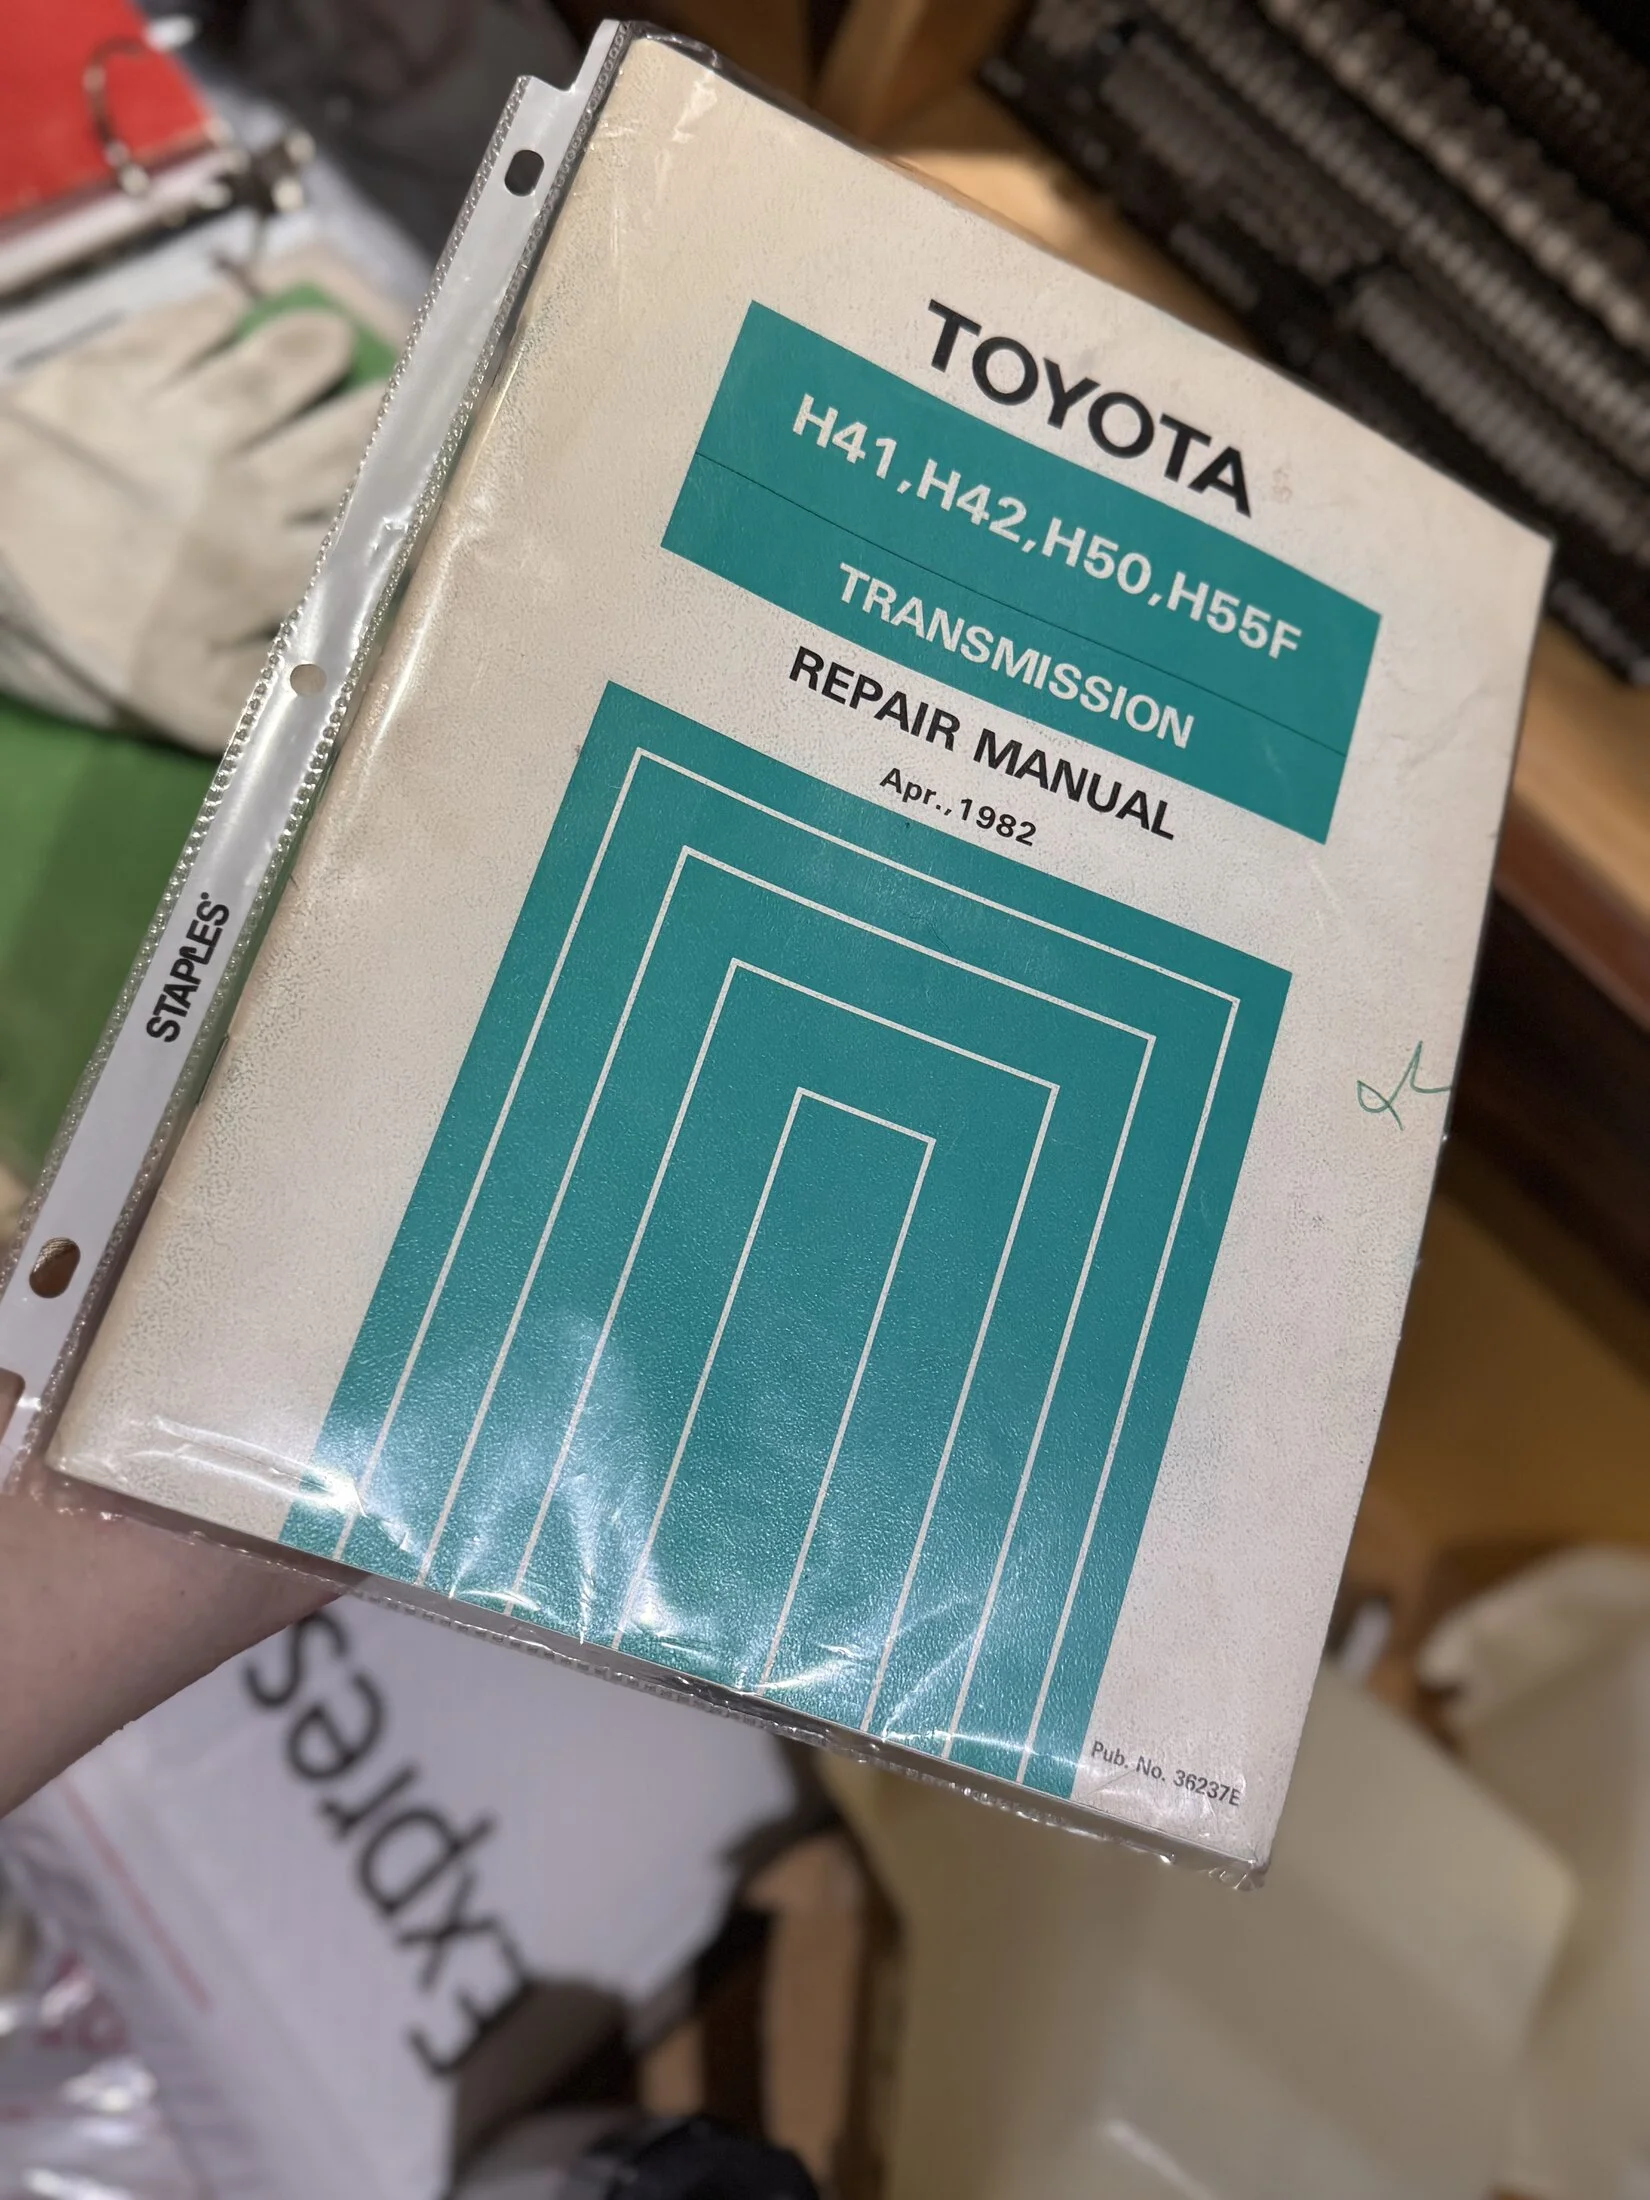 TOYOTA
H41,H42,H50,H55F
TRANSMISSION
REPAIR MANUAL
Apr.,1982
Pub. No. 36237E
STAPLES®
Expres